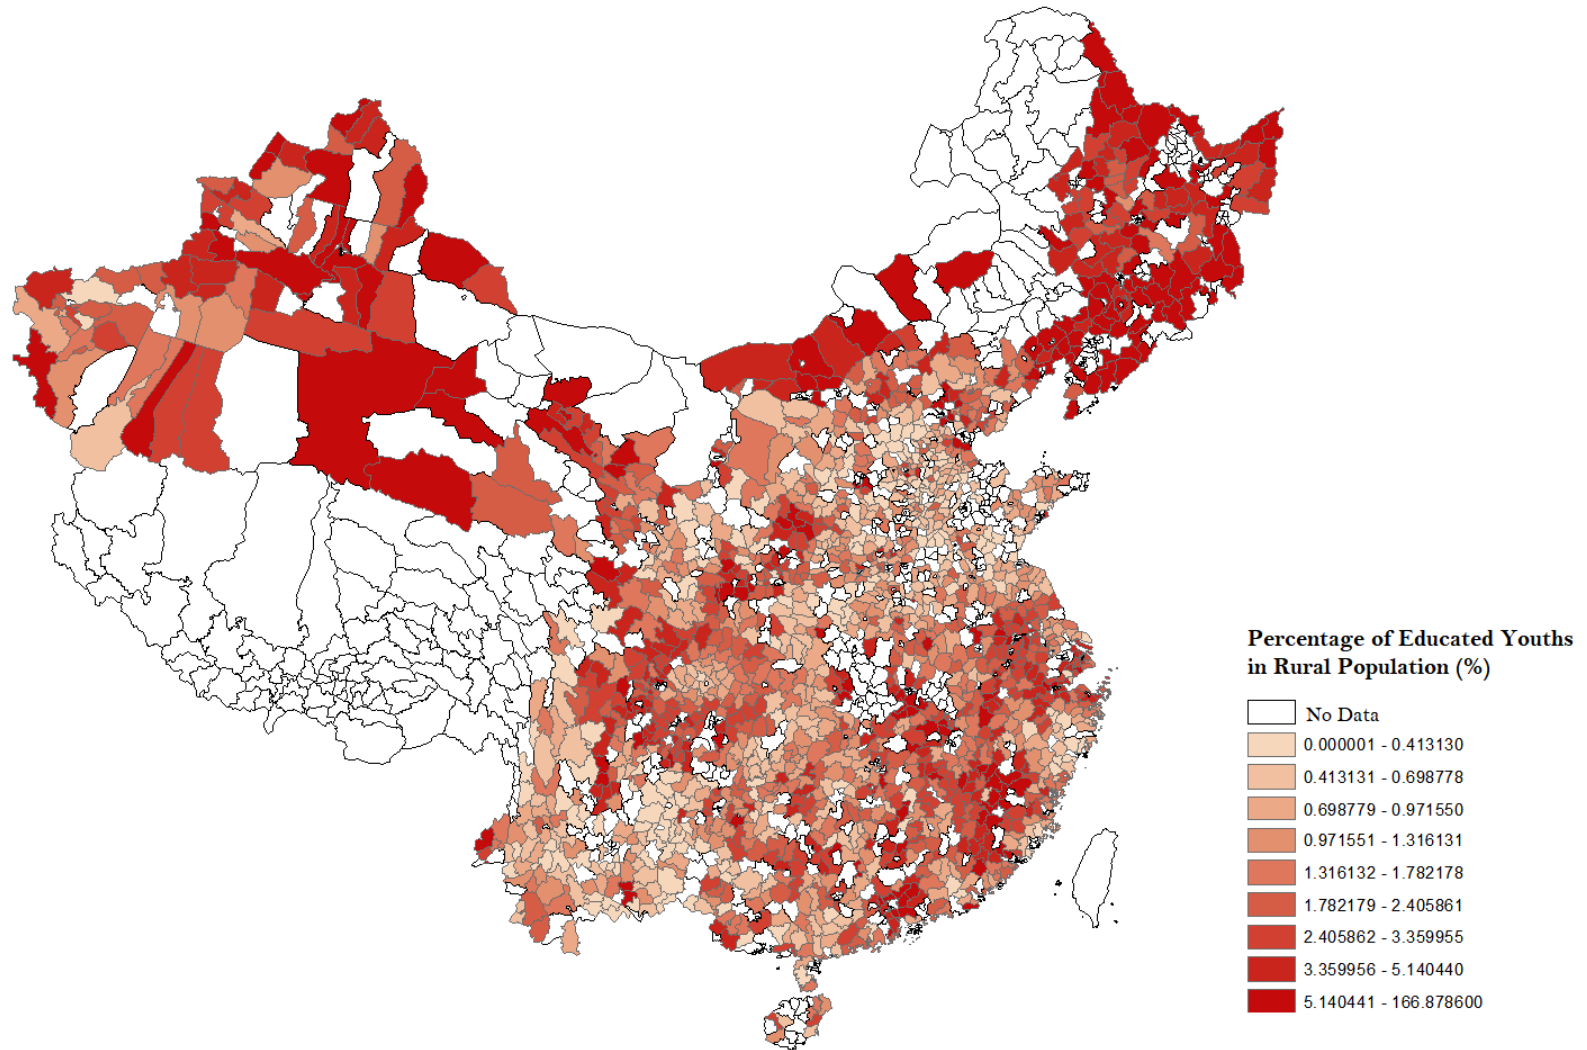 Percentage of Educated Youths
in Rural Population (%)
No Data
0.000001 - 0.413130
0.413131 - 0.698778
0.698779 - 0.971550
0.971551 - 1.316131
1.316132 - 1.782178
1.782179 - 2.405861
2.405862 - 3.359955
3.359956 - 5.140440
5.140441 - 166.878600